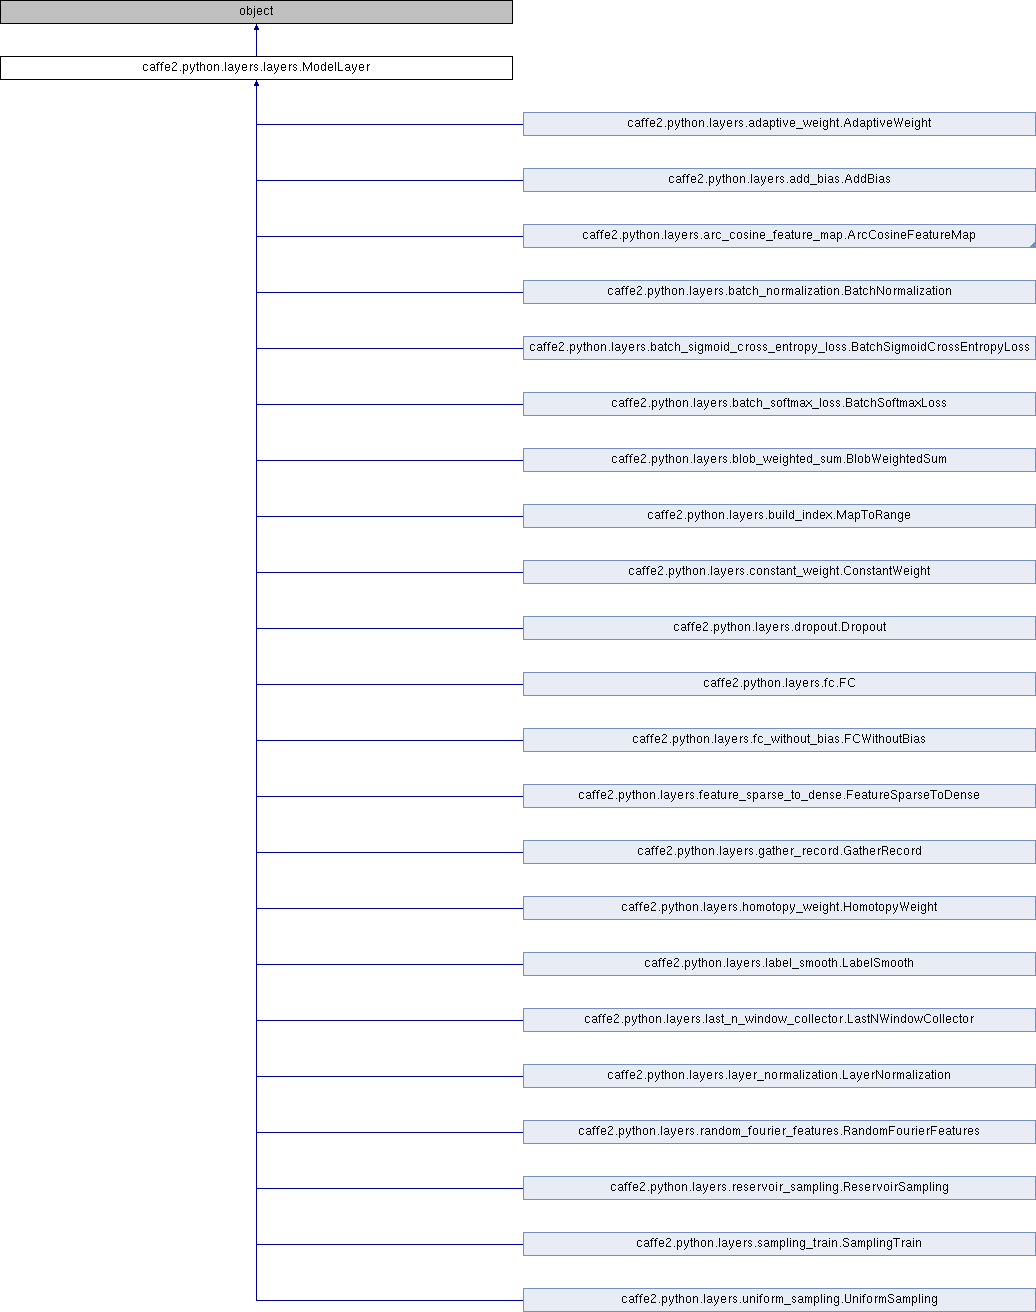 object
caffe2.python.layers.layers.ModelLayer
caffe2.python.layers.adaptive_weight.AdaptiveWeight
caffe2.python.layers.add_bias.AddBias
caffe2.python.layers.arc_cosine_feature_map.ArcCosineFeatureMap
caffe2.python.layers.batch_normalization.BatchNormalization
caffe2.python.layers.batch_sigmoid_cross_entropy_loss.BatchSigmoidCrossEntropyLoss
caffe2.python.layers.batch_softmax_loss.BatchSoftmaxLoss
caffe2.python.layers.blob_weighted_sum.BlobWeightedSum
caffe2.python.layers.build_index.MapToRange
caffe2.python.layers.constant_weight.ConstantWeight
caffe2.python.layers.dropout.Dropout
caffe2.python.layers.fc.FC
caffe2.python.layers.fc_without_bias.FCWithoutBias
caffe2.python.layers.feature_sparse_to_dense.FeatureSparseToDense
caffe2.python.layers.gather_record.GatherRecord
caffe2.python.layers.homotopy_weight.HomotopyWeight
caffe2.python.layers.label_smooth.LabelSmooth
caffe2.python.layers.last_n_window_collector.LastNWindowCollector
caffe2.python.layers.layer_normalization.LayerNormalization
caffe2.python.layers.random_fourier_features.RandomFourierFeatures
caffe2.python.layers.reservoir_sampling.ReservoirSampling
caffe2.python.layers.sampling_train.SamplingTrain
caffe2.python.layers.uniform_sampling.UniformSampling